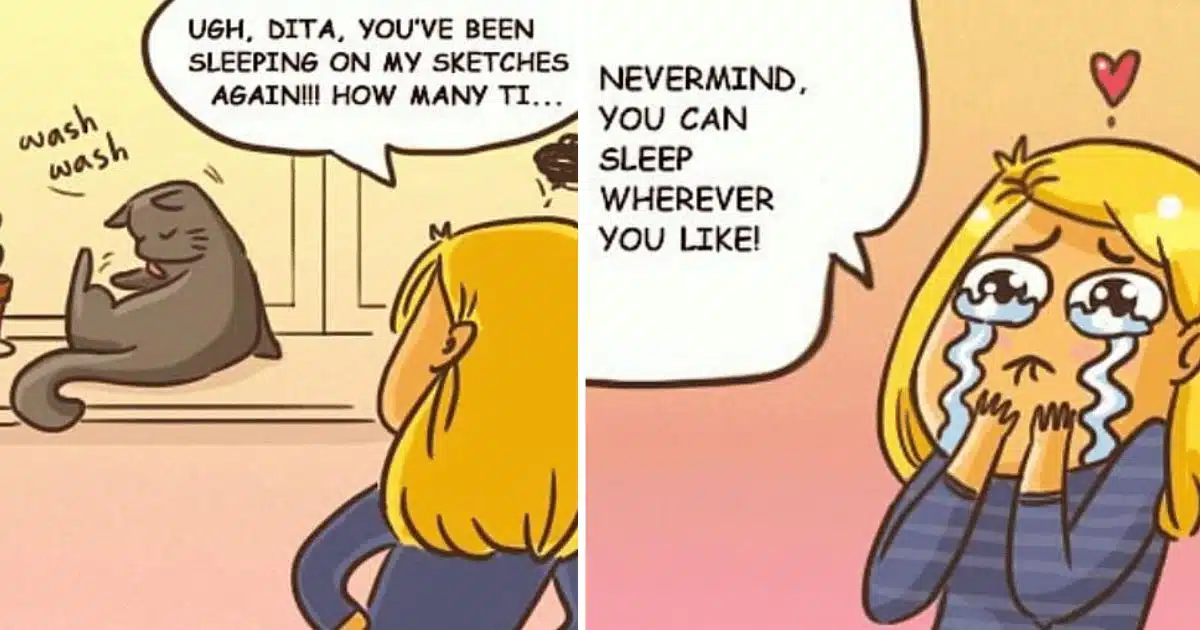 UGH, DITA, YOU'VE BEEN
SLEEPING ON MY SKETCHES
AGAIN!!! HOW MANY TI...
wash
wash
NEVERMIND,
YOU CAN
SLEEP
WHEREVER
YOU LIKE!